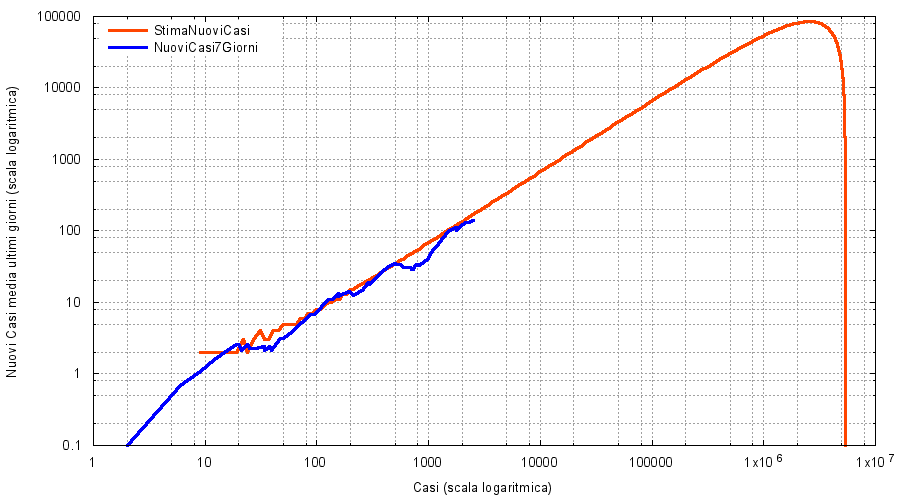 100000
10000
1000
100
10
1
0.1
StimaNuoviCasi
NuoviCasi7Giorni
Nuovi Casi media ultimi giorni (scala logaritmica)
1
10
100
1000
10000
100000
1x10 6
1x10 7
Casi (scala logaritmica)